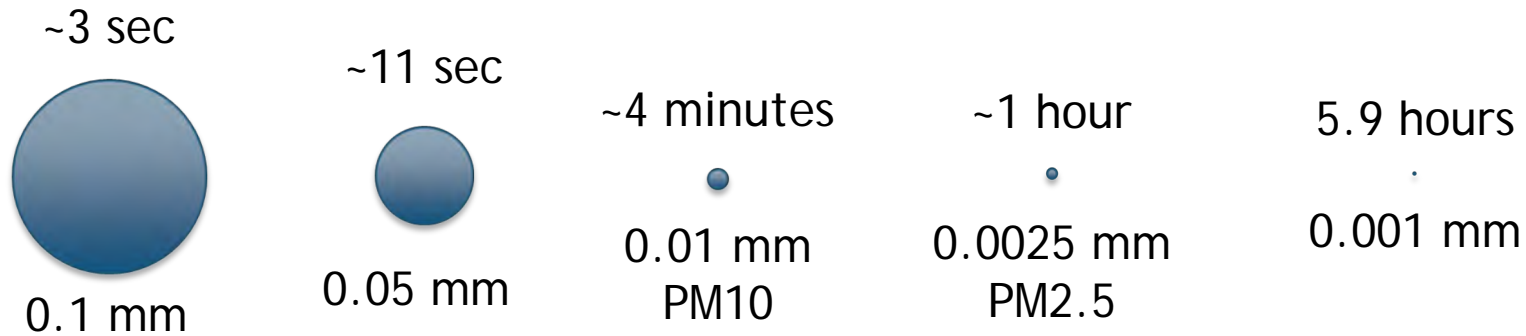 ~3 sec
0.1 mm
~11 sec
0.05 mm
~4 minutes
0.01 mm
PM10
~1 hour
0.0025 mm
PM2.5
5.9 hours
0.001 mm